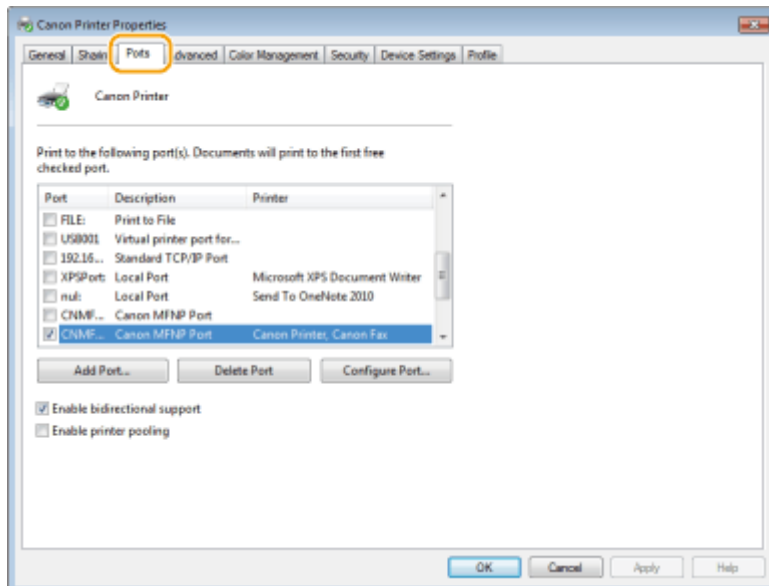 Canon Printer Properties
General Sharin Ports dvanced Color Management Security Device Settings Profile
Canon Printer
Print to the following port(s). Documents will print to the first free
checked port.
Port Description Printer
FILE: Print to File
USB001 Virtual printer port for...
192.16... Standard TCP/IP Port
XPSPort: Local Port Microsoft XPS Document Writer
nul: Local Port Send To OneNote 2010
CNMF... Canon MFNP Port
CNMF... Canon MFNP Port Canon Printer, Canon Fax
Add Port... Delete Port Configure Port...
Enable bidirectional support
Enable printer pooling
OK Cancel Apply Help